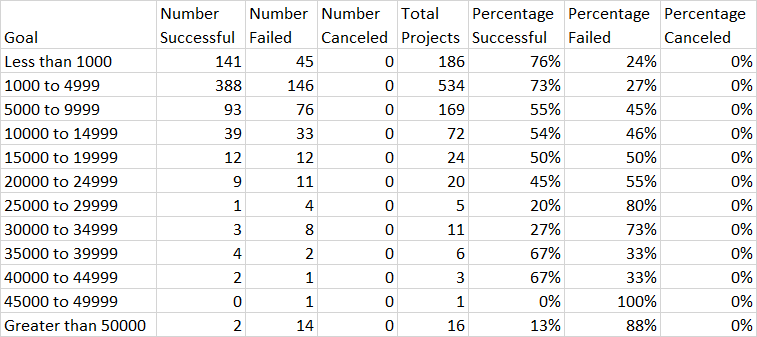 Goal Number Successful Number Failed Number Canceled Total Projects Percentage Successful Percentage Failed Percentage Canceled
Less than 1000 141 45 0 186 76% 24% 0%
1000 to 4999 388 146 0 534 73% 27% 0%
5000 to 9999 93 76 0 169 55% 45% 0%
10000 to 14999 39 33 0 72 54% 46% 0%
15000 to 19999 12 12 0 24 50% 50% 0%
20000 to 24999 9 11 0 20 45% 55% 0%
25000 to 29999 1 4 0 5 20% 80% 0%
30000 to 34999 3 8 0 11 27% 73% 0%
35000 to 39999 4 2 0 6 67% 33% 0%
40000 to 44999 2 1 0 3 67% 33% 0%
45000 to 49999 0 1 0 1 0% 100% 0%
Greater than 50000 2 14 0 16 13% 88% 0%